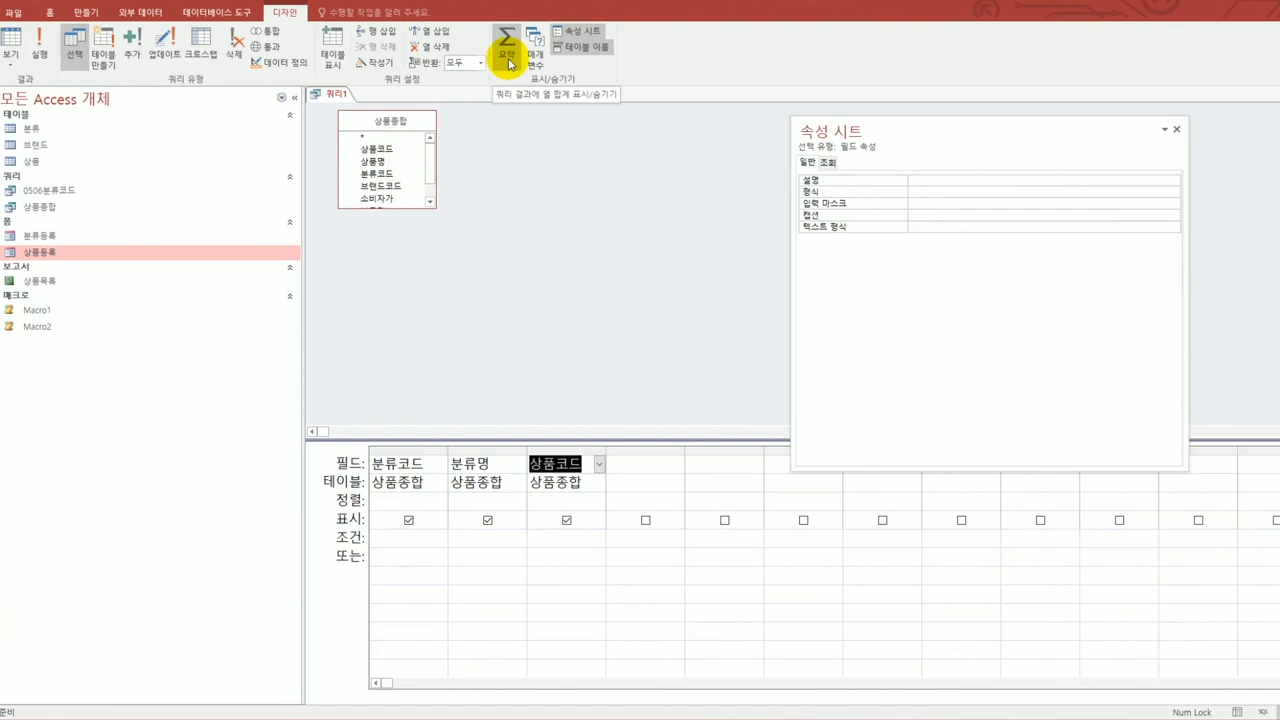 파일 홈 만들기 외부 데이터 데이터베이스 도구 디자인 수행할 작업을 알려 주세요.
보기 실행 선택 테이블 만들기 추가 업데이트 크로스탭 삭제 통합 통과 데이터 정의 테이블 표시 행 삽입 행 삭제 작성기 열 삽입 열 삭제 반환: 모두 요약 매개 변수 속성 시트 테이블 이름
결과 쿼리 유형 쿼리 설정 표시/숨기기
쿼리 결과에 열 합계 표시/숨기기
모든 Access 개체
테이블
분류
브랜드
상품
쿼리
0506분류코드
상품종합
폼
분류등록
상품등록
보고서
상품목록
매크로
Macro1
Macro2
쿼리1
상품종합
*
상품코드
상품명
분류코드
브랜드코드
소비자가
속성 시트
선택 유형: 필드 속성
일반 조회
설명
형식
입력 마스크
캡션
텍스트 형식
필드: 분류코드 분류명 상품코드
테이블: 상품종합 상품종합 상품종합
정렬:
표시:
조건:
또는:
준비 Num Lock SQL